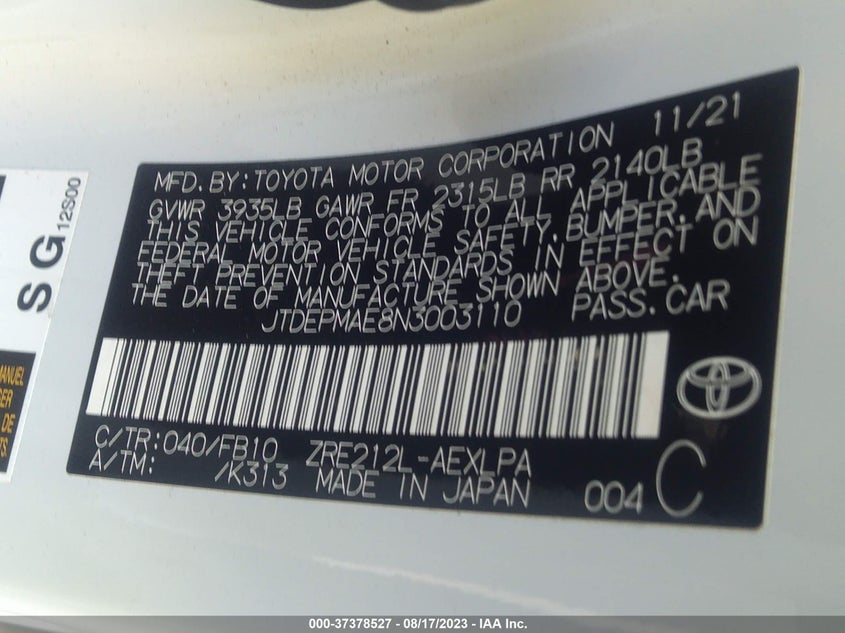 MFD. BY: TOYOTA MOTOR CORPORATION 11/21
GVWR 3935LB GAWR FR 2315LB RR 2140LB
THIS VEHICLE CONFORMS TO ALL APPLICABLE
FEDERAL MOTOR VEHICLE SAFETY, BUMPER, AND
THEFT PREVENTION STANDARDS IN EFFECT ON
THE DATE OF MANUFACTURE SHOWN ABOVE.
JTDEPMAE8N3003110 PASS. CAR
C/TR: 040/FB10 ZRE212L-AEXLPA
A/TM: /K313 MADE IN JAPAN 004 C
SG 12S00
MANUEL
DE
000-37378527 - 08/17/2023 - IAA Inc.